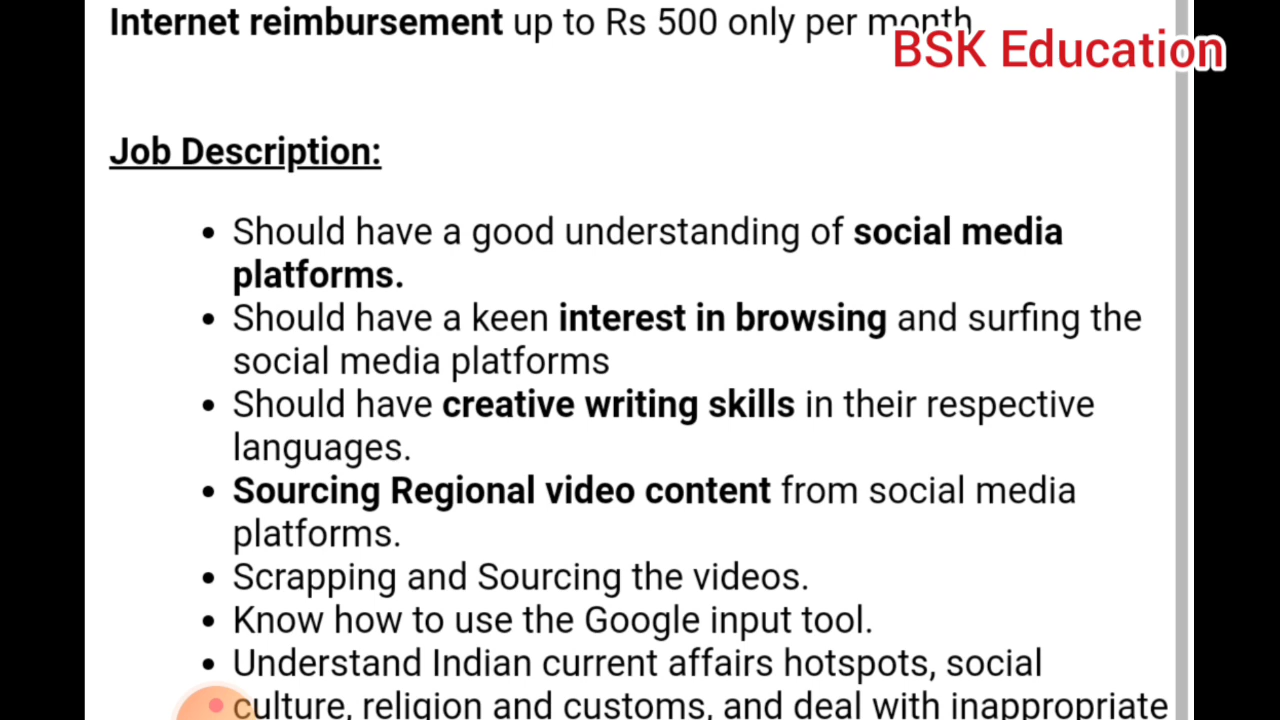 Internet reimbursement up to Rs 500 only per month
BSK Education
Job Description:
• Should have a good understanding of social media
platforms.
• Should have a keen interest in browsing and surfing the
social media platforms
• Should have creative writing skills in their respective
languages.
• Sourcing Regional video content from social media
platforms.
• Scrapping and Sourcing the videos.
• Know how to use the Google input tool.
• Understand Indian current affairs hotspots, social
culture, religion and customs, and deal with inappropriate